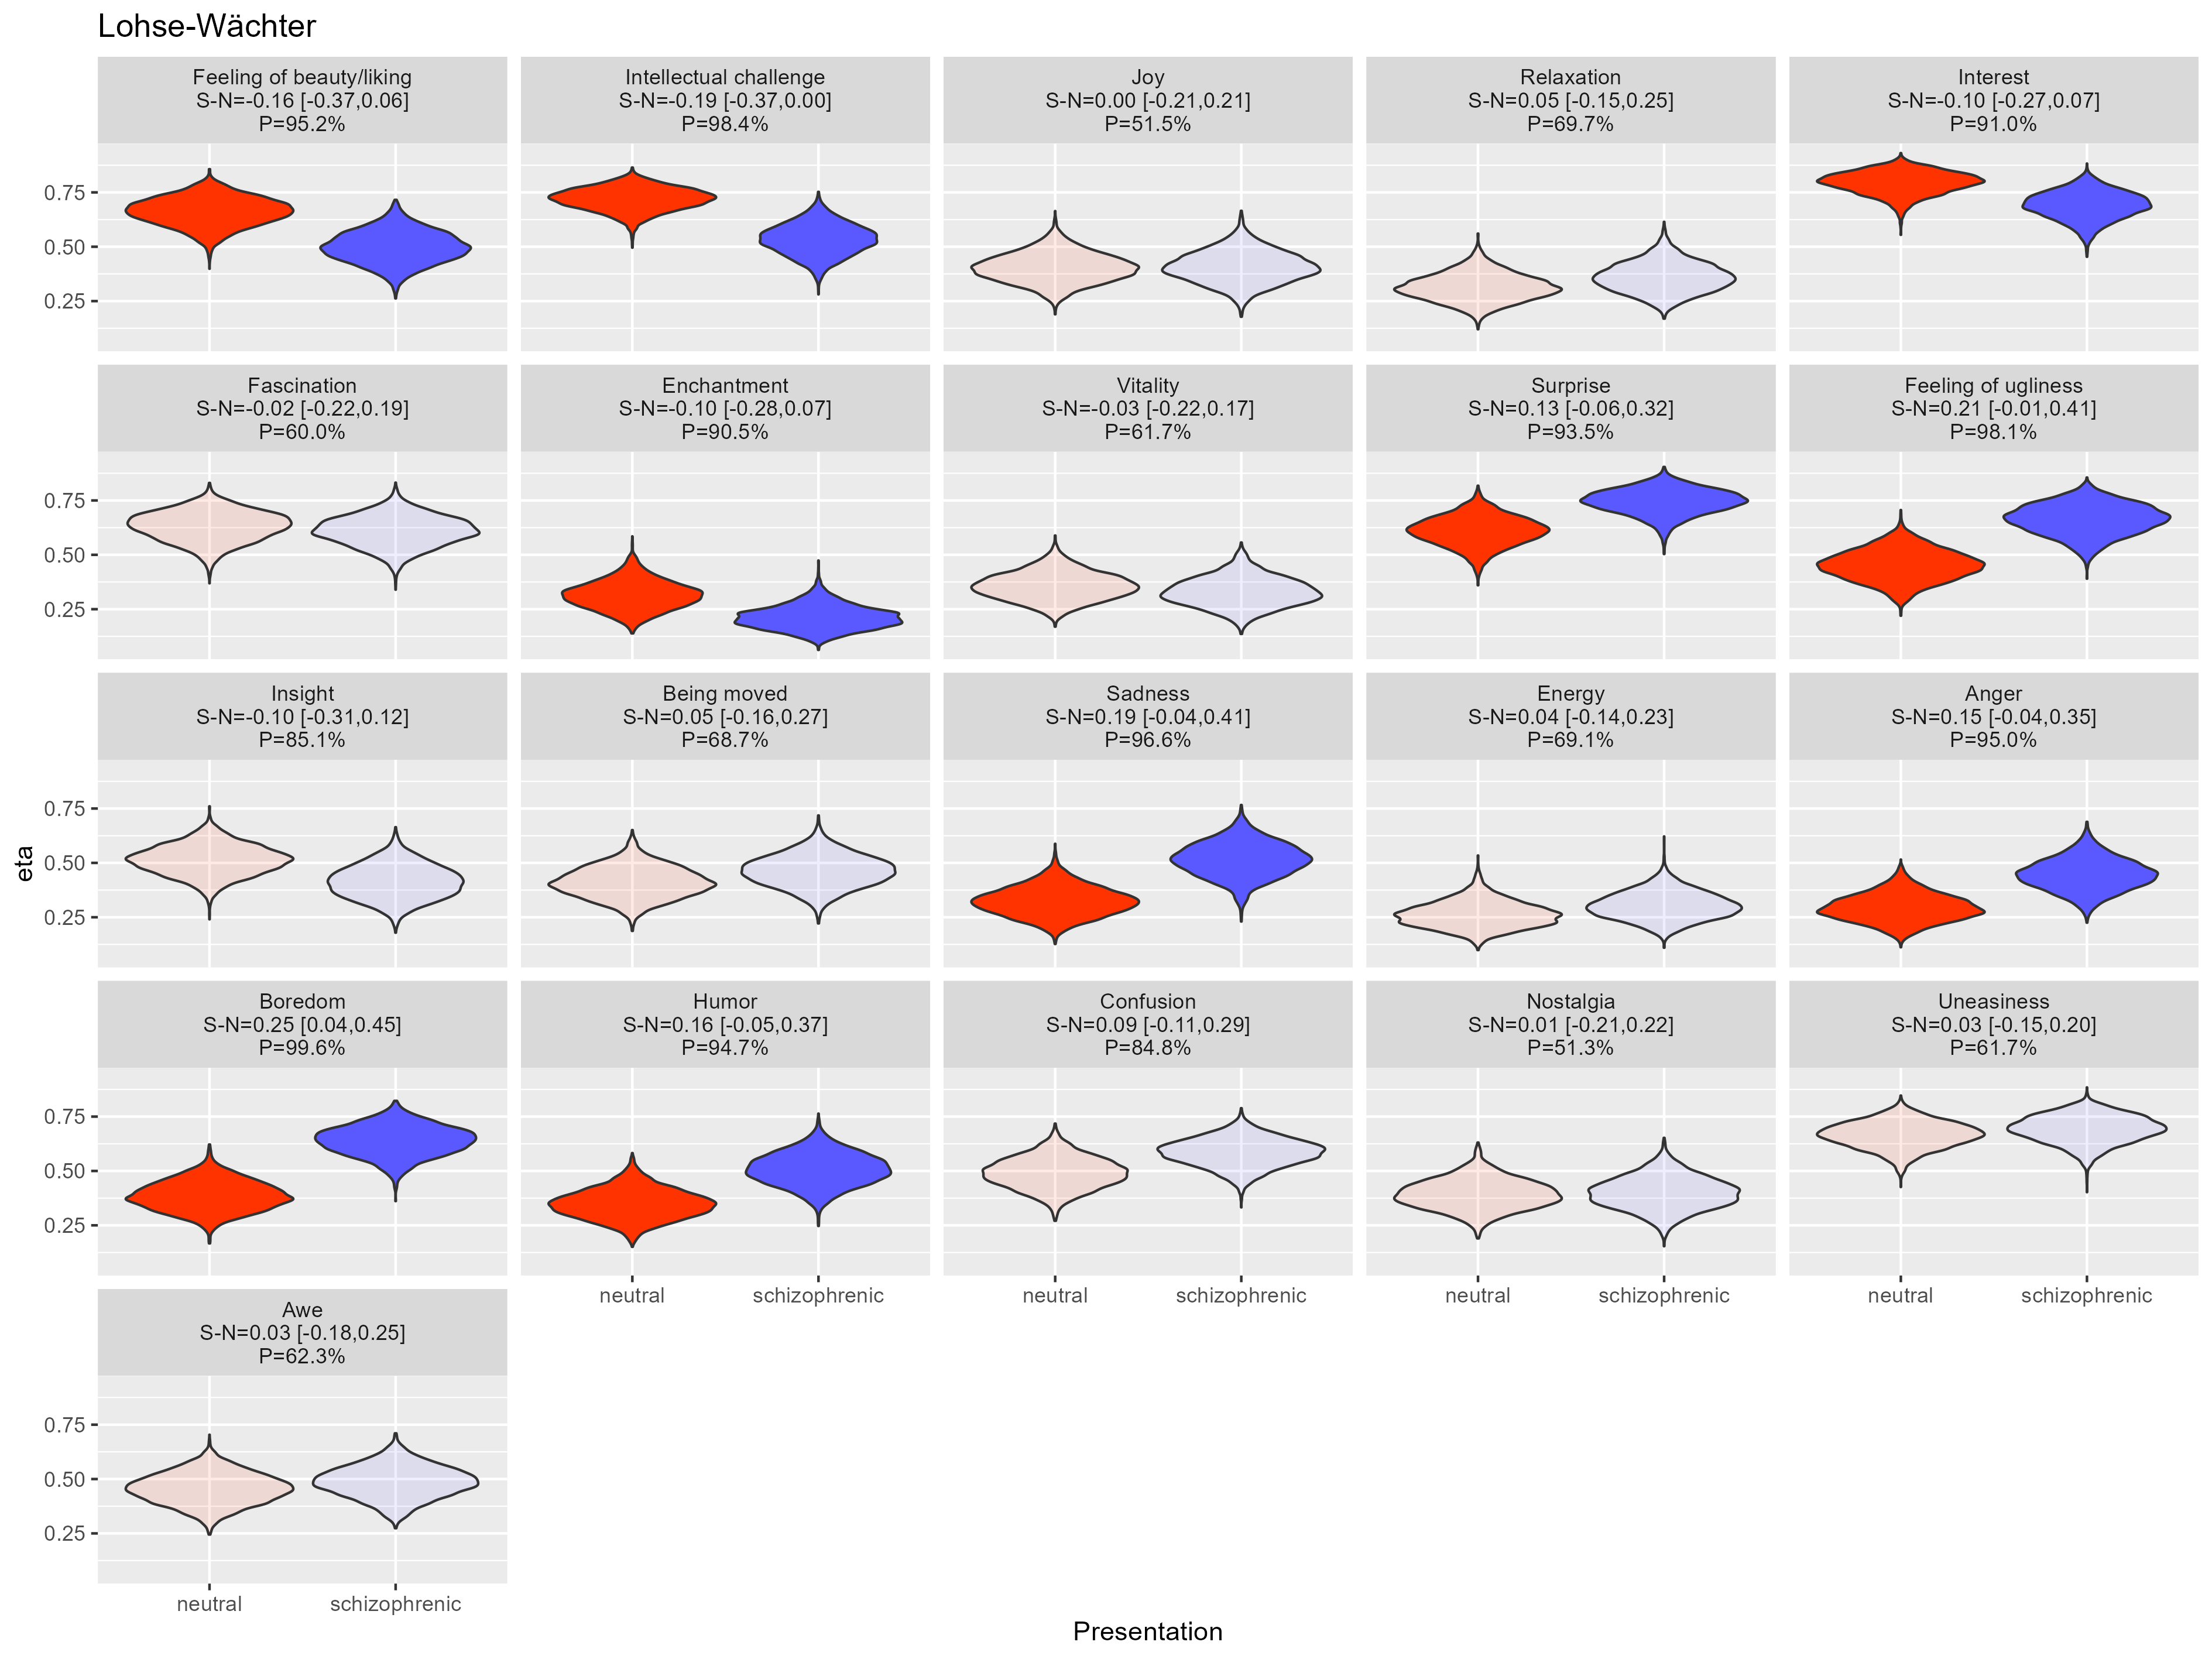 Lohse-Wächter
Feeling of beauty/liking
S-N=-0.16 [-0.37,0.06]
P=95.2%
Intellectual challenge
S-N=-0.19 [-0.37,0.00]
P=98.4%
Joy
S-N=0.00 [-0.21,0.21]
P=51.5%
Relaxation
S-N=0.05 [-0.15,0.25]
P=69.7%
Interest
S-N=-0.10 [-0.27,0.07]
P=91.0%
0.75
0.50
0.25
Fascination
S-N=-0.02 [-0.22,0.19]
P=60.0%
Enchantment
S-N=-0.10 [-0.28,0.07]
P=90.5%
Vitality
S-N=-0.03 [-0.22,0.17]
P=61.7%
Surprise
S-N=0.13 [-0.06,0.32]
P=93.5%
Feeling of ugliness
S-N=0.21 [-0.01,0.41]
P=98.1%
0.75
0.50
0.25
Insight
S-N=-0.10 [-0.31,0.12]
P=85.1%
Being moved
S-N=0.05 [-0.16,0.27]
P=68.7%
Sadness
S-N=0.19 [-0.04,0.41]
P=96.6%
Energy
S-N=0.04 [-0.14,0.23]
P=69.1%
Anger
S-N=0.15 [-0.04,0.35]
P=95.0%
0.75
0.50
0.25
eta
Boredom
S-N=0.25 [0.04,0.45]
P=99.6%
Humor
S-N=0.16 [-0.05,0.37]
P=94.7%
Confusion
S-N=0.09 [-0.11,0.29]
P=84.8%
Nostalgia
S-N=0.01 [-0.21,0.22]
P=51.3%
Uneasiness
S-N=0.03 [-0.15,0.20]
P=61.7%
0.75
0.50
0.25
neutral
schizophrenic
neutral
schizophrenic
neutral
schizophrenic
neutral
schizophrenic
Awe
S-N=0.03 [-0.18,0.25]
P=62.3%
0.75
0.50
0.25
neutral
schizophrenic
Presentation